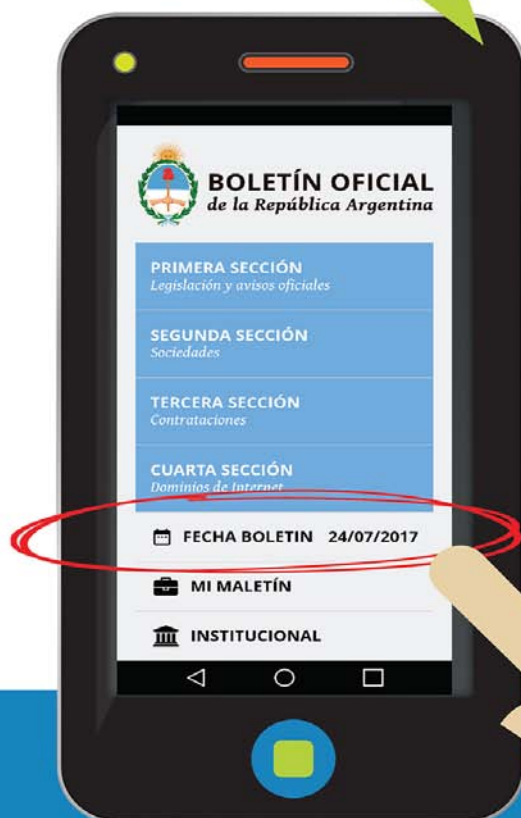 BOLETÍN OFICIAL
de la República Argentina
PRIMERA SECCIÓN
Legislación y avisos oficiales
SEGUNDA SECCIÓN
Sociedades
TERCERA SECCIÓN
Contrataciones
CUARTA SECCIÓN
Dominios de Internet
FECHA BOLETIN 24/07/2017
MI MALETÍN
INSTITUCIONAL